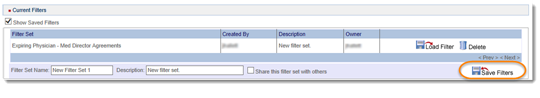 Current Filters
Show Saved Filters
Filter Set Created By Description Owner
Expiring Physician - Med Director Agreements New filter set. Load Filter Delete
< Prev - < Next >
Filter Set Name: New Filter Set 1 Description: New filter set. Share this filter set with others Save Filters